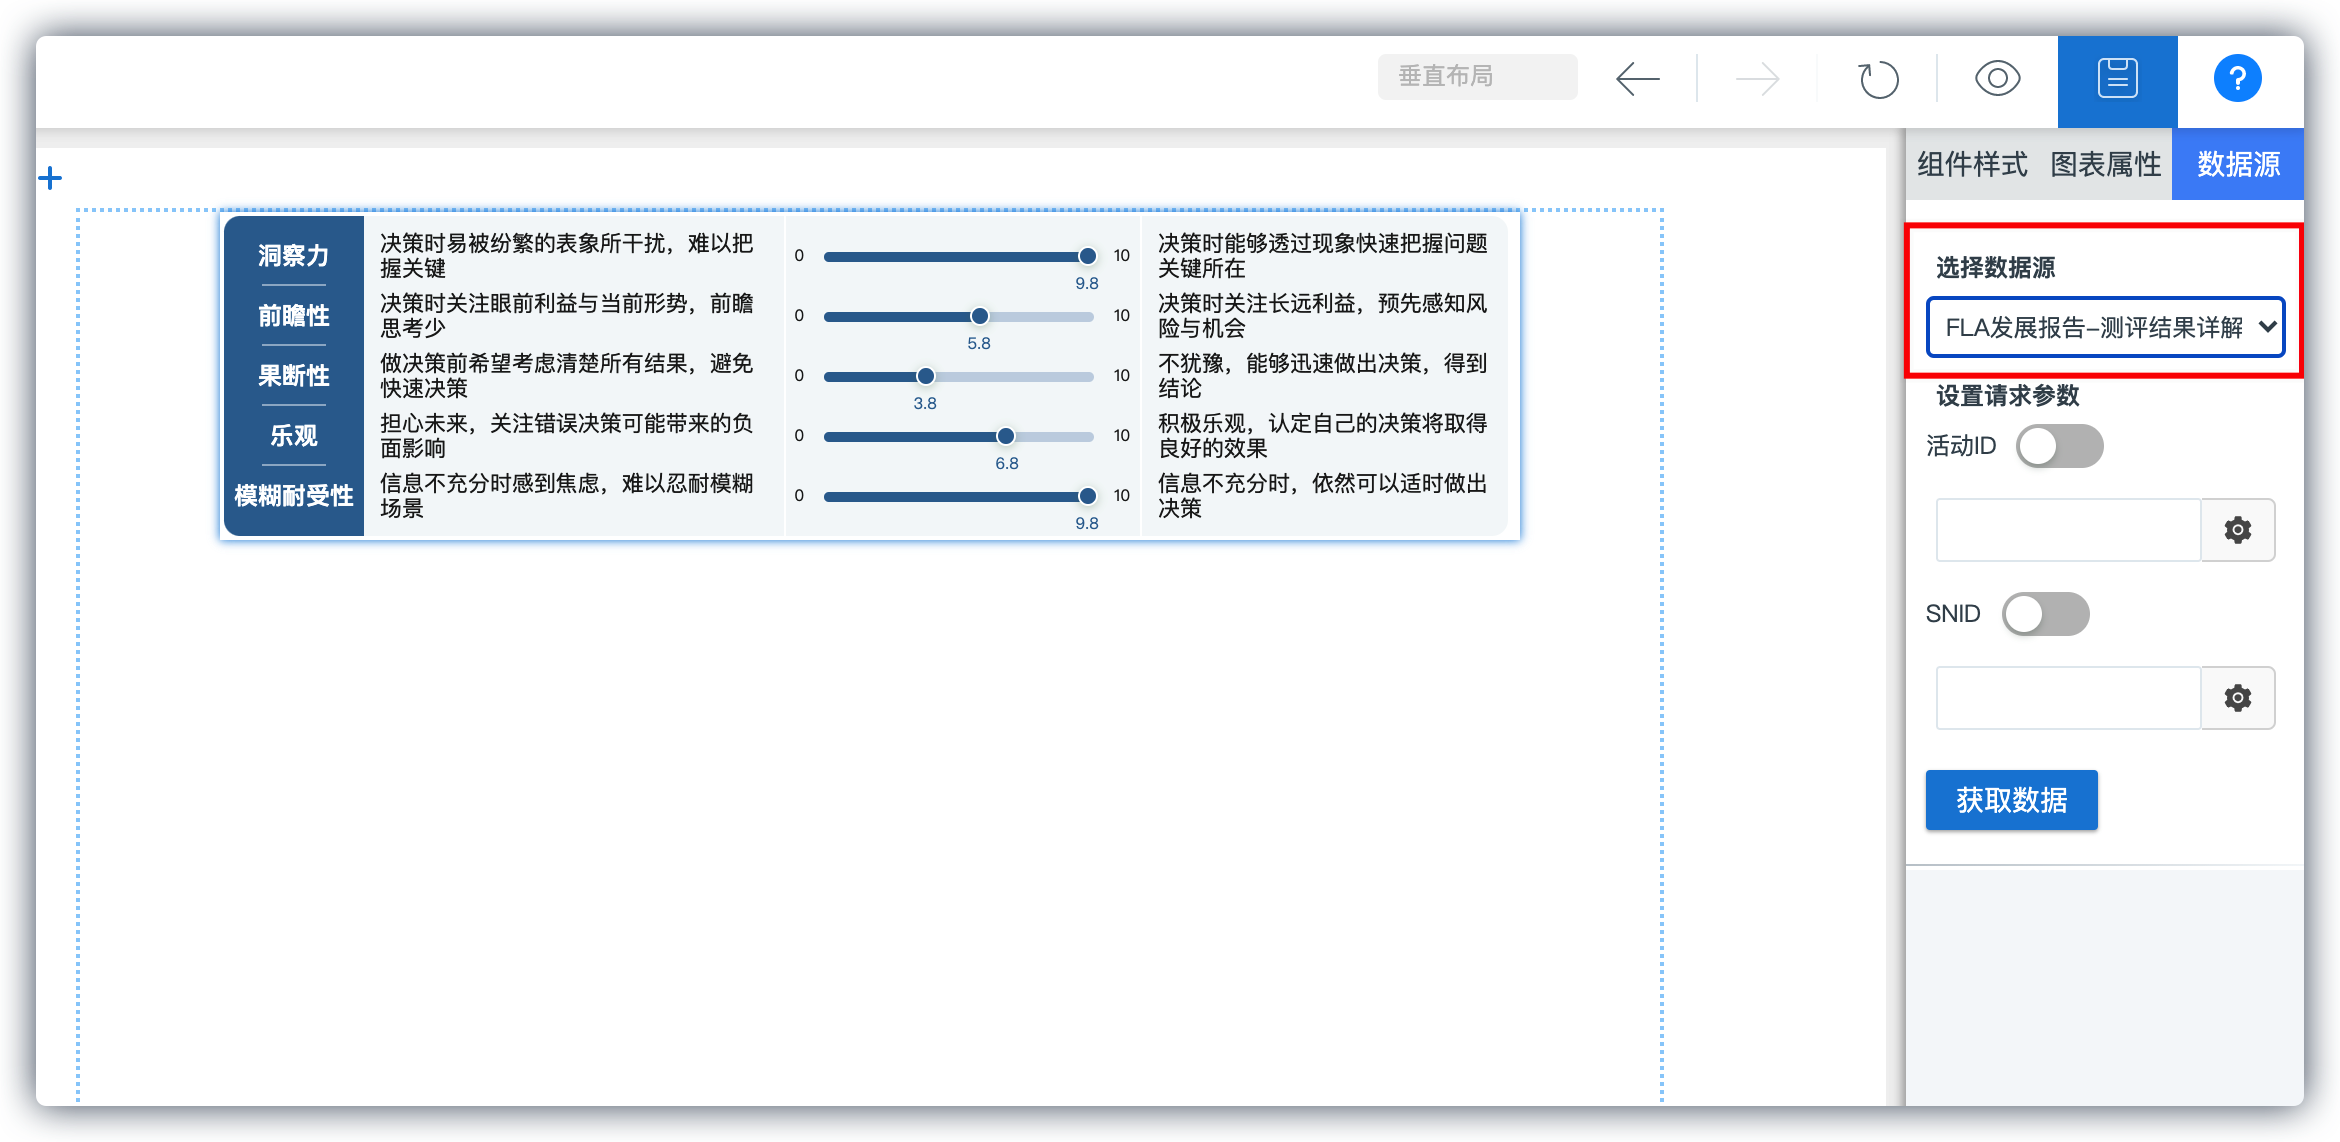 垂直布局
?
组件样式 图表属性 数据源
洞察力
决策时易被纷繁的表象所干扰，难以把
握关键
0
10
9.8
决策时能够透过现象快速把握问题
关键所在
前瞻性
决策时关注眼前利益与当前形势，前瞻
思考少
0
10
5.8
决策时关注长远利益，预先感知风
险与机会
果断性
做决策前希望考虑清楚所有结果，避免
快速决策
0
10
3.8
不犹豫，能够迅速做出决策，得到
结论
乐观
担心未来，关注错误决策可能带来的负
面影响
0
10
6.8
积极乐观，认定自己的决策将取得
良好的效果
模糊耐受性
信息不充分时感到焦虑，难以忍耐模糊
场景
0
10
9.8
信息不充分时，依然可以适时做出
决策
选择数据源
FLA发展报告-测评结果详解
设置请求参数
活动ID
SNID
获取数据